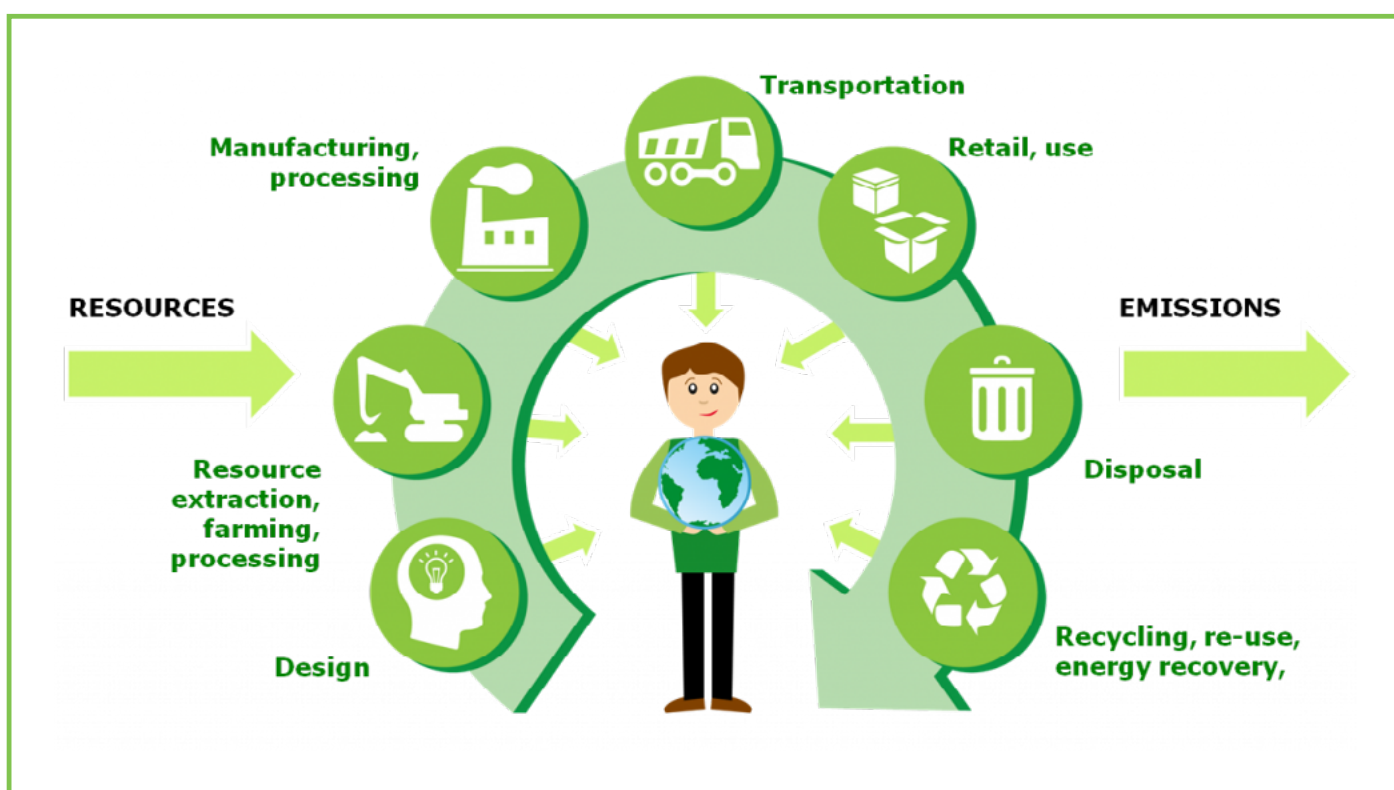 Transportation
Manufacturing,
processing
Retail, use
RESOURCES
EMISSIONS
Resource
extraction,
farming,
processing
Disposal
Design
Recycling, re-use,
energy recovery,